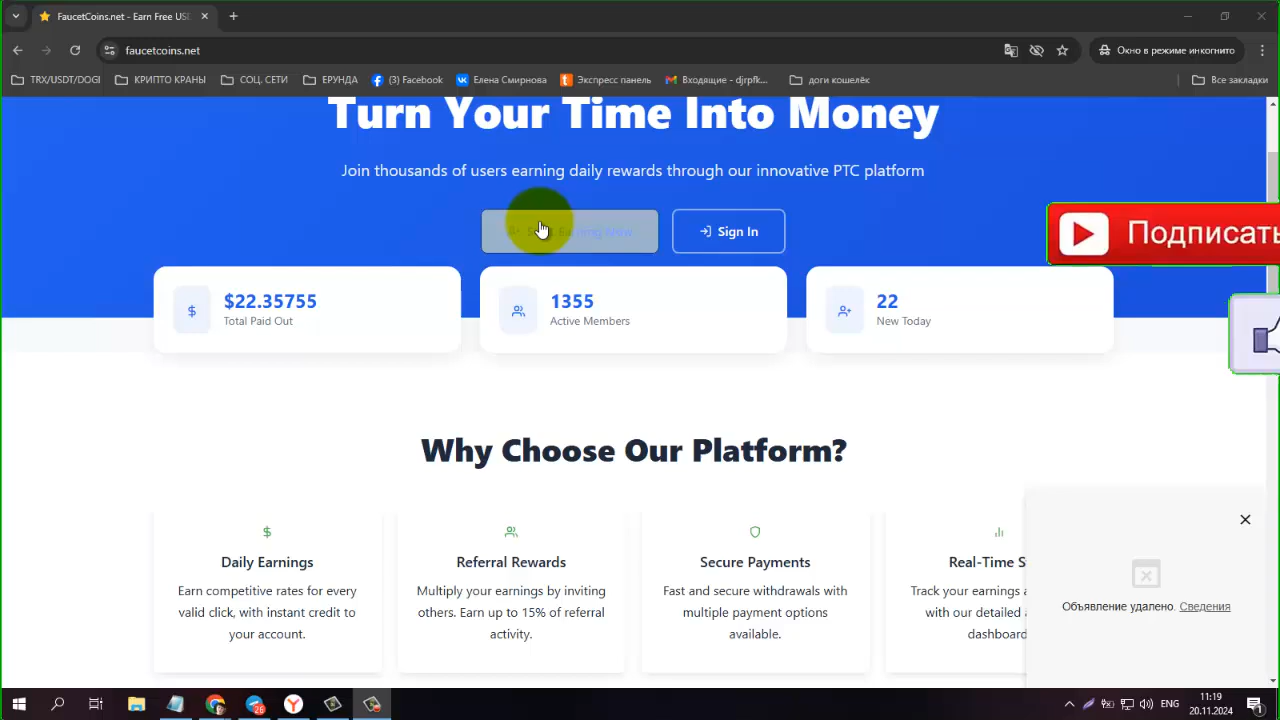 FaucetCoins.net - Earn Free USD
faucetcoins.net
Окно в режиме инкогнито
TRX/USDT/DOGI
КРИПТО КРАНЫ
СОЦ. СЕТИ
ЕРУНДА
(3) Facebook
Елена Смирнова
Экспресс панель
Входящие - djrpfk...
доги кошелёк
Все закладки
Turn Your Time Into Money
Join thousands of users earning daily rewards through our innovative PTC platform
Sign In
Подписать
$22.35755
Total Paid Out
1355
Active Members
22
New Today
Why Choose Our Platform?
Daily Earnings
Earn competitive rates for every
valid click, with instant credit to
your account.
Referral Rewards
Multiply your earnings by inviting
others. Earn up to 15% of referral
activity.
Secure Payments
Fast and secure withdrawals with
multiple payment options
available.
Real-Time S
Track your earnings a
with our detailed
dashboard
Объявление удалено. Сведения
26
ENG
11:19
20.11.2024
1